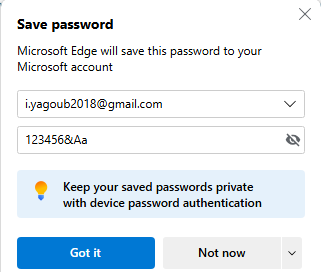 Save password
Microsoft Edge will save this password to your
Microsoft account
i.yagoub2018@gmail.com
123456&Aa
Keep your saved passwords private
with device password authentication
Got it
Not now